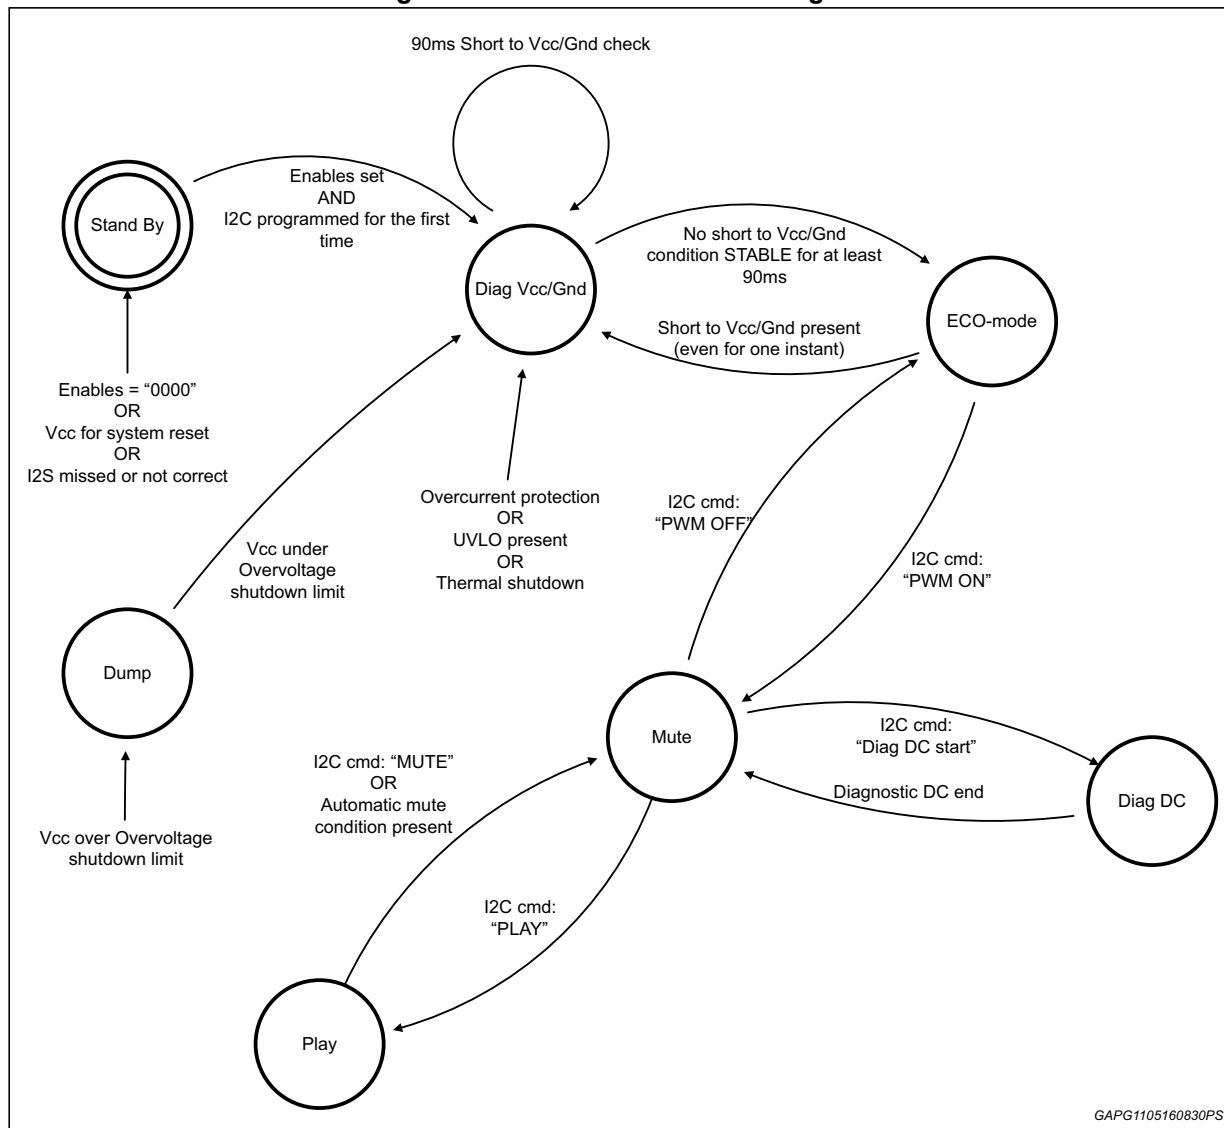 90ms Short to Vcc/Gnd check
Enables set
AND
I2C programmed for the first
time
Stand By
Diag Vcc/Gnd
No short to Vcc/Gnd
condition STABLE for at least
90ms
ECO-mode
Short to Vcc/Gnd present
(even for one instant)
Enables = “0000”
OR
Vcc for system reset
OR
I2S missed or not correct
Overcurrent protection
OR
UVLO present
OR
Thermal shutdown
I2C cmd:
“PWM OFF”
I2C cmd:
“PWM ON”
Vcc under
Overvoltage
shutdown limit
Dump
Mute
I2C cmd:
“Diag DC start”
Diagnostic DC end
Diag DC
I2C cmd: “MUTE”
OR
Automatic mute
condition present
Vcc over Overvoltage
shutdown limit
I2C cmd:
“PLAY”
Play
GAPG1105160830PS